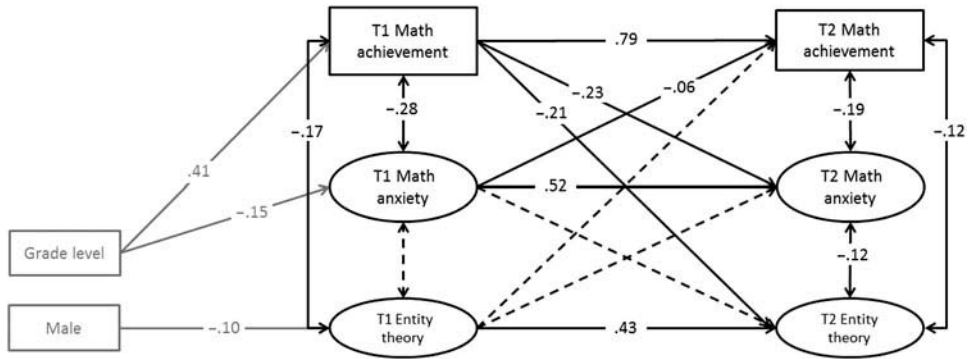 T1 Math
achievement
.79
T2 Math
achievement
-.28
-.23
-.06
-.19
-.21
-.17
-.12
.41
T1 Math
anxiety
.52
T2 Math
anxiety
-.15
Grade level
-.12
Male
-.10
T1 Entity
theory
.43
T2 Entity
theory